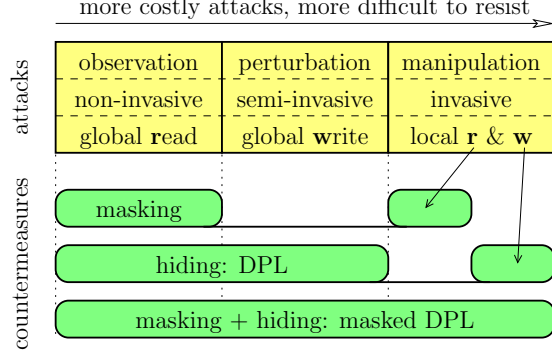 more costly attacks, more difficult to resist
attacks
observation
perturbation
manipulation
non-invasive
semi-invasive
invasive
global read
global write
local r & w
countermeasures
masking
hiding: DPL
masking + hiding: masked DPL